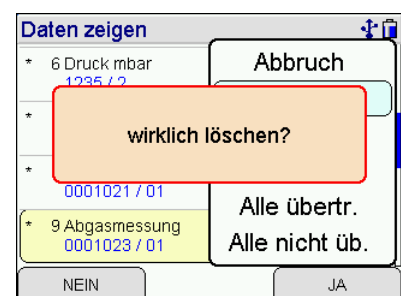 Daten zeigen
* 6 Druck mbar
1235 / 2
Abbruch
*
wirklich löschen?
*
0001021 / 01
Alle übertr.
* 9 Abgasmessung
0001023 / 01
Alle nicht üb.
NEIN
JA